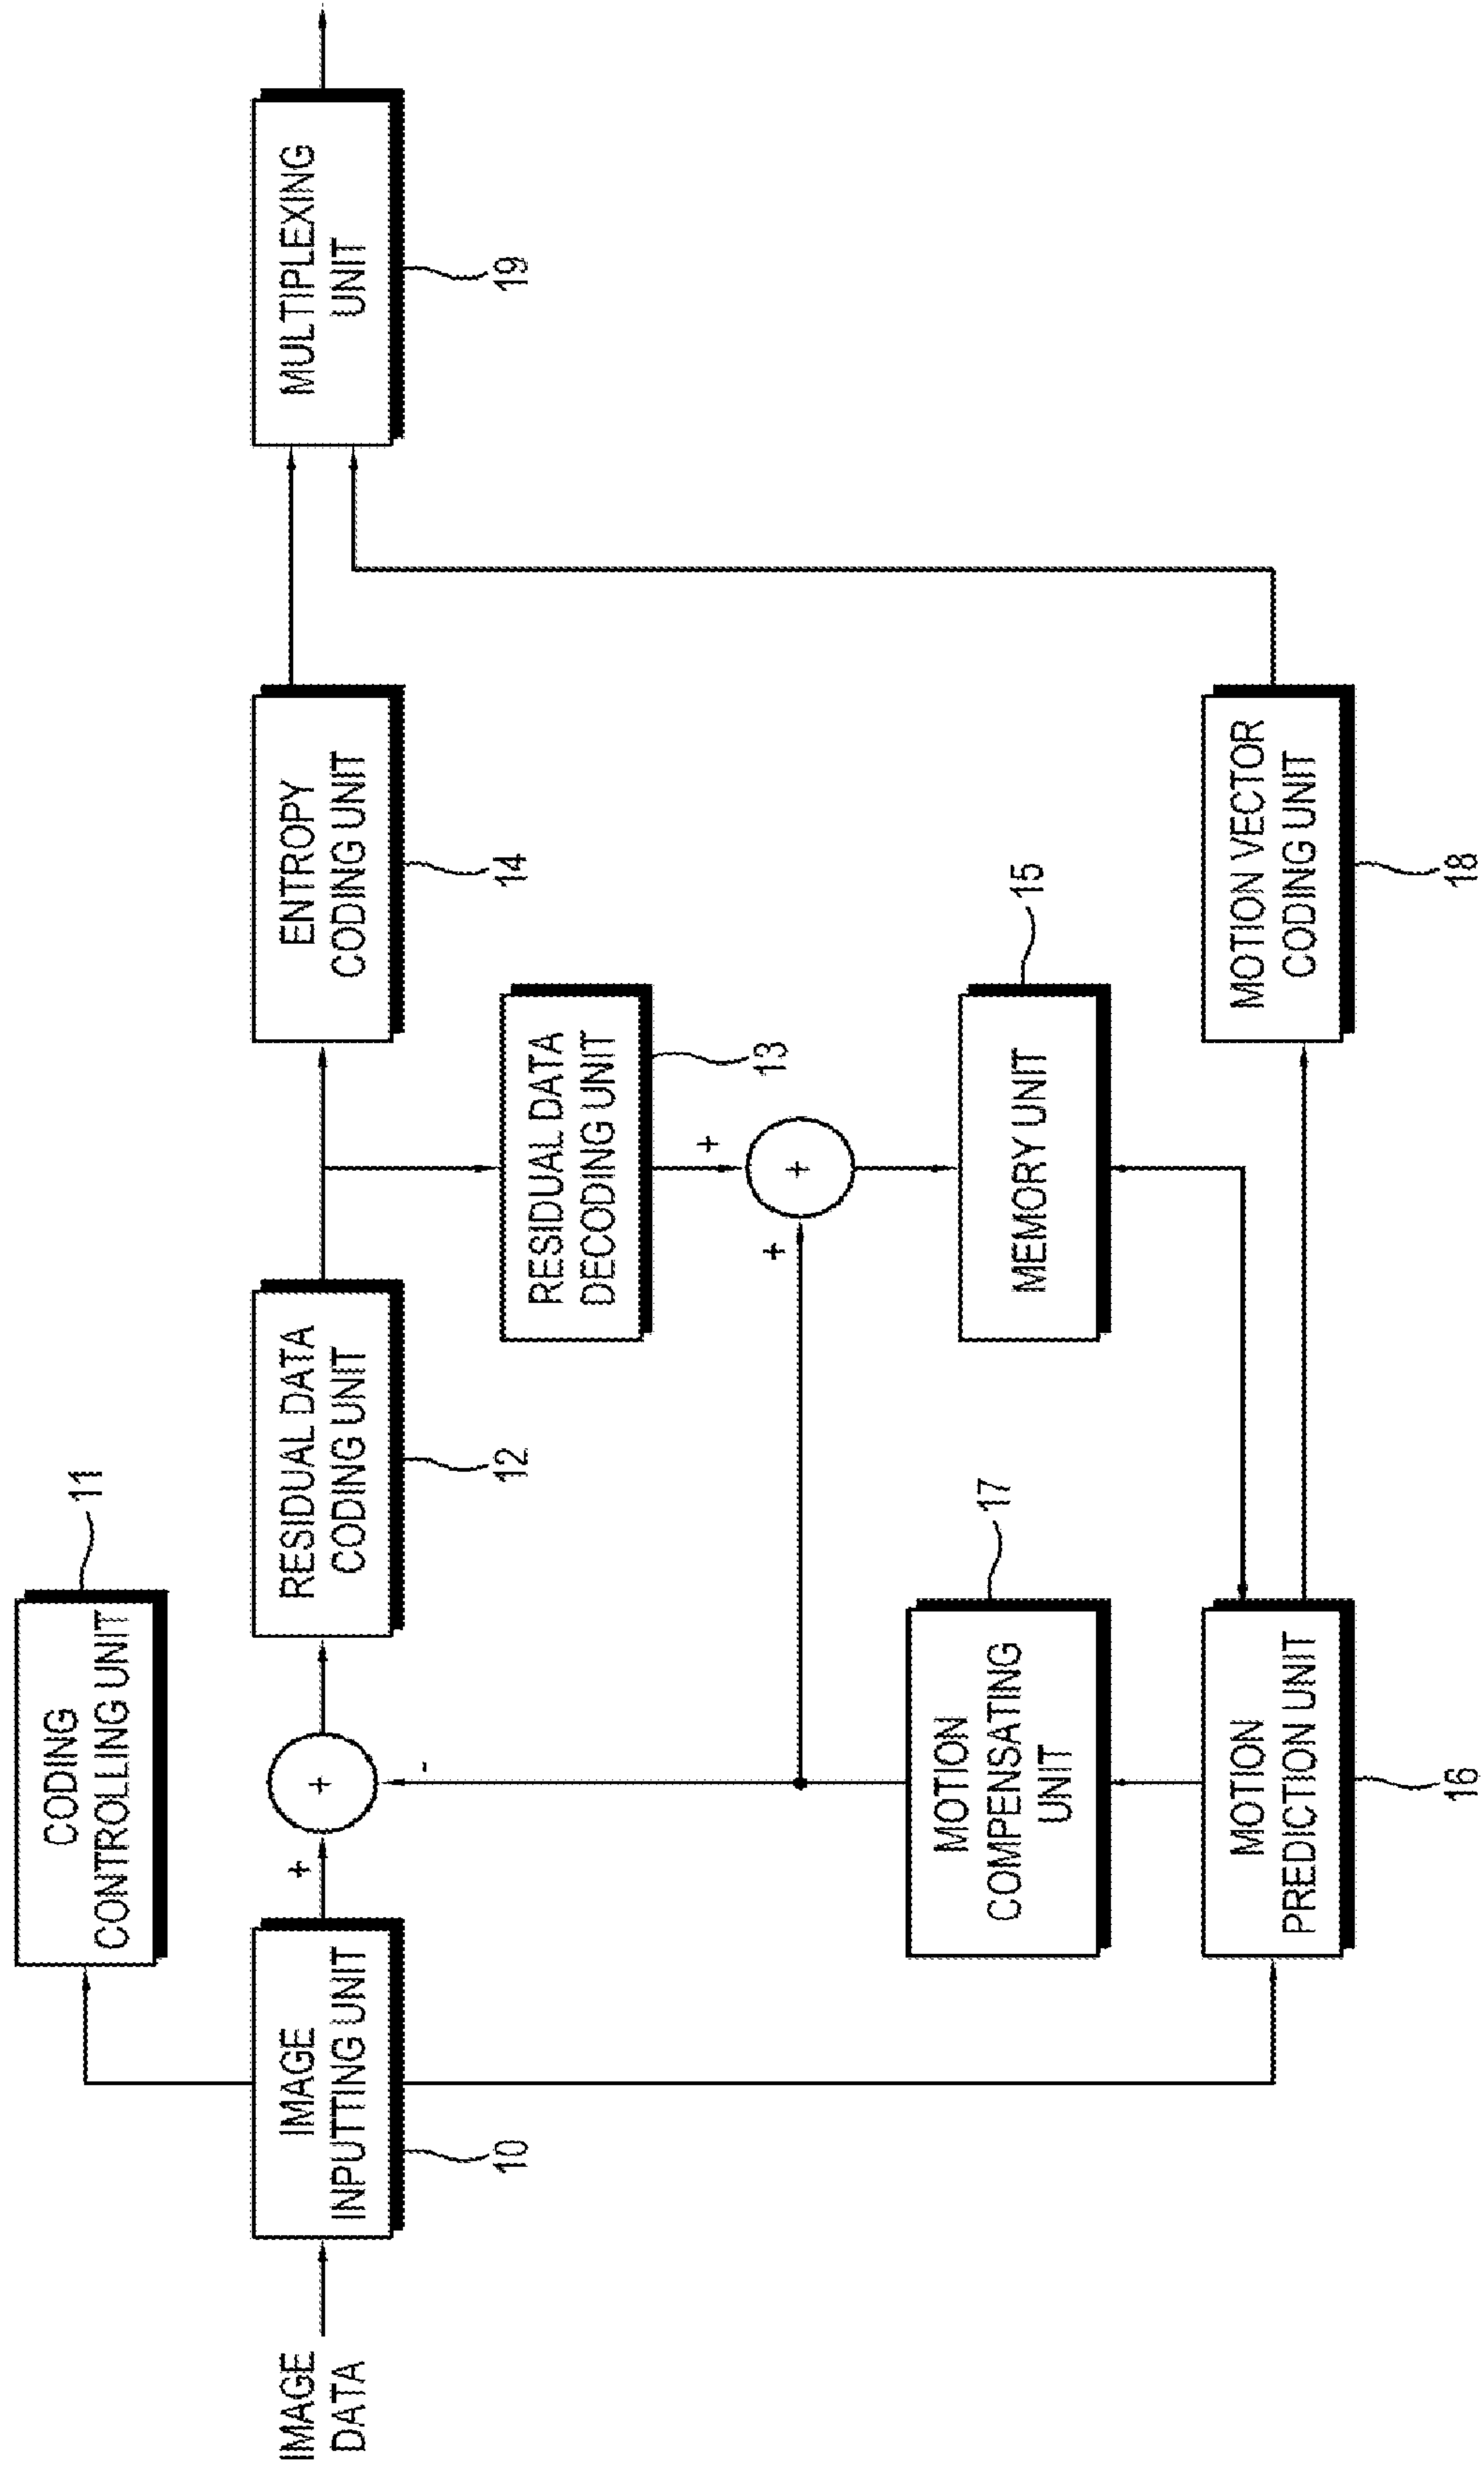 CODING
CONTROLLING UNIT
11
IMAGE
DATA
IMAGE
INPUTTING UNIT
10
+
+
-
RESIDUAL DATA
CODING UNIT
12
ENTROPY
CODING UNIT
14
MULTIPLEXING
UNIT
19
RESIDUAL DATA
DECODING UNIT
13
+
+
+
MOTION
COMPENSATING
UNIT
17
MEMORY UNIT
15
MOTION
PREDICTION UNIT
16
MOTION VECTOR
CODING UNIT
18